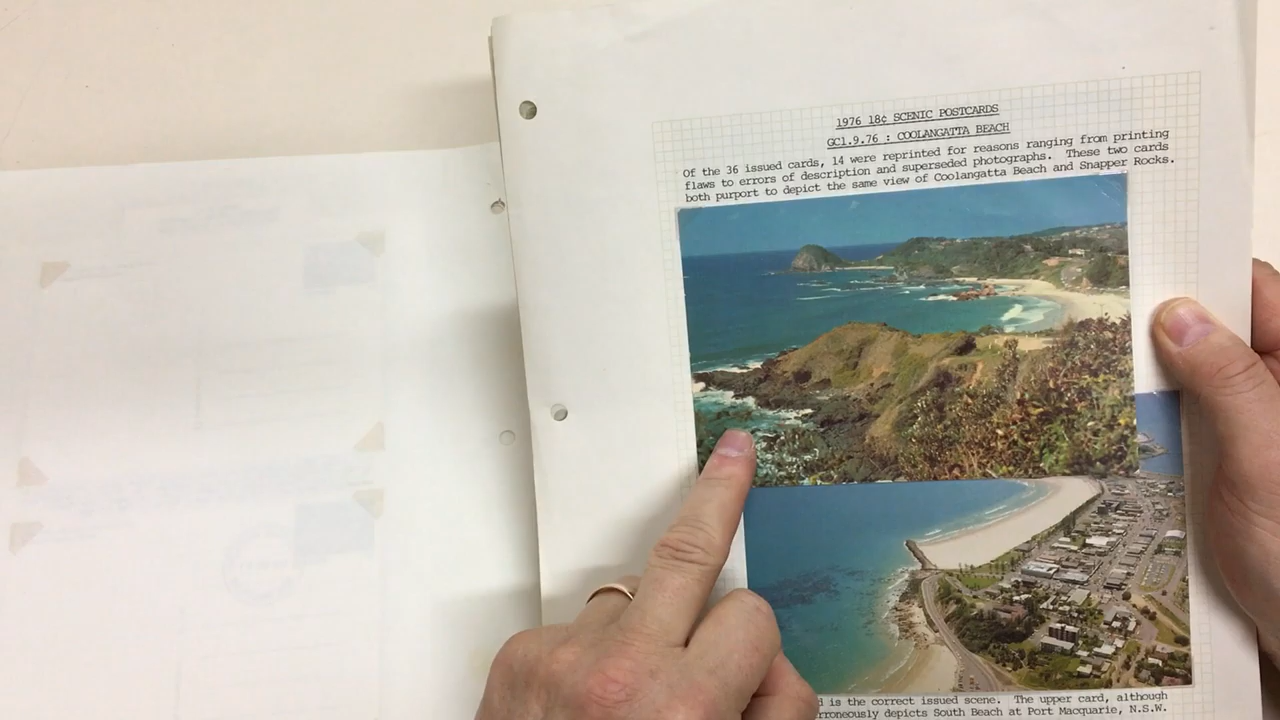 1976 18¢ SCENIC POSTCARDS
GC1.9.76 : COOLANGATTA BEACH
Of the 36 issued cards, 14 were reprinted for reasons ranging from printing
flaws to errors of description and superseded photographs. These two cards
both purport to depict the same view of Coolangatta Beach and Snapper Rocks.
is the correct issued scene. The upper card, although
depicts South Beach at Port Macquarie, N.S.W.